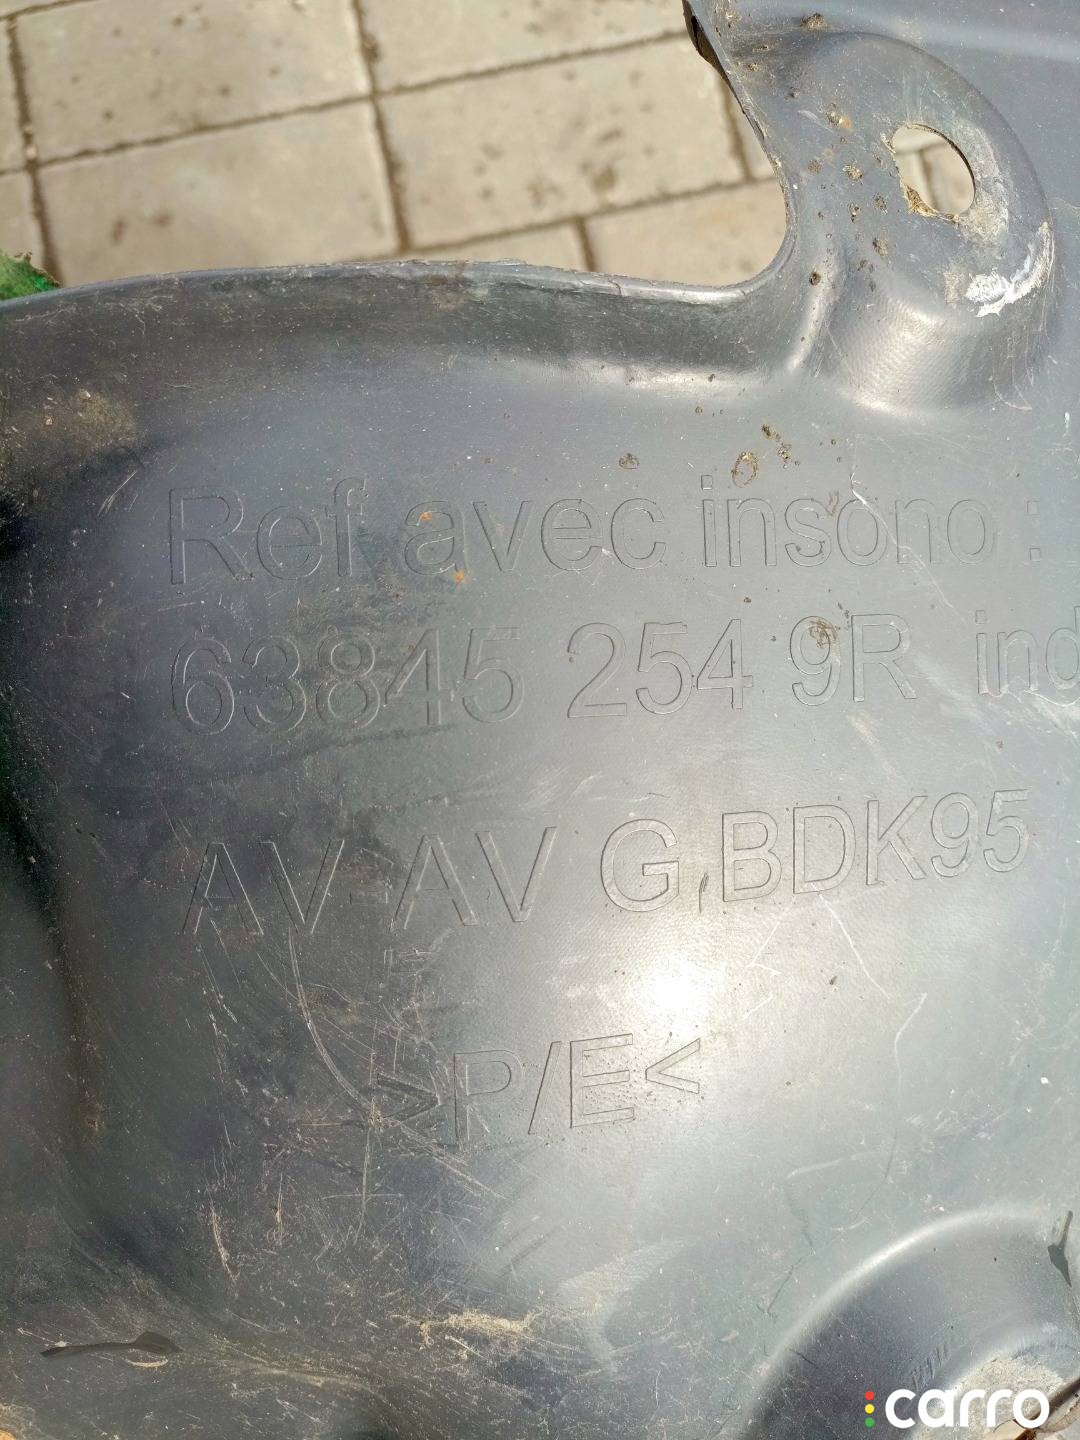 Ref avec insono :
63845 254 9R ind
AV-AV G BDK95
>P/E<
carro